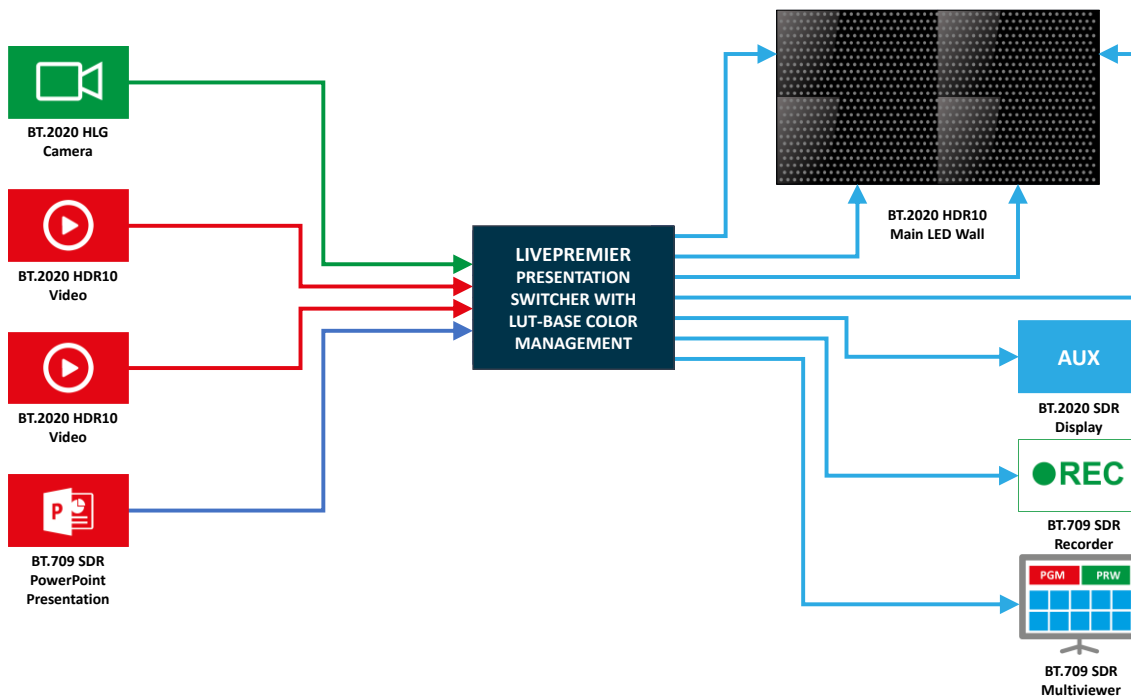 BT.2020 HLG
Camera
BT.2020 HDR10
Video
BT.2020 HDR10
Video
P
BT.709 SDR
PowerPoint
Presentation
LIVEPREMIER
PRESENTATION
SWITCHER WITH
LUT-BASE COLOR
MANAGEMENT
BT.2020 HDR10
Main LED Wall
AUX
BT.2020 SDR
Display
REC
BT.709 SDR
Recorder
PGM
PRW
BT.709 SDR
Multiviewer